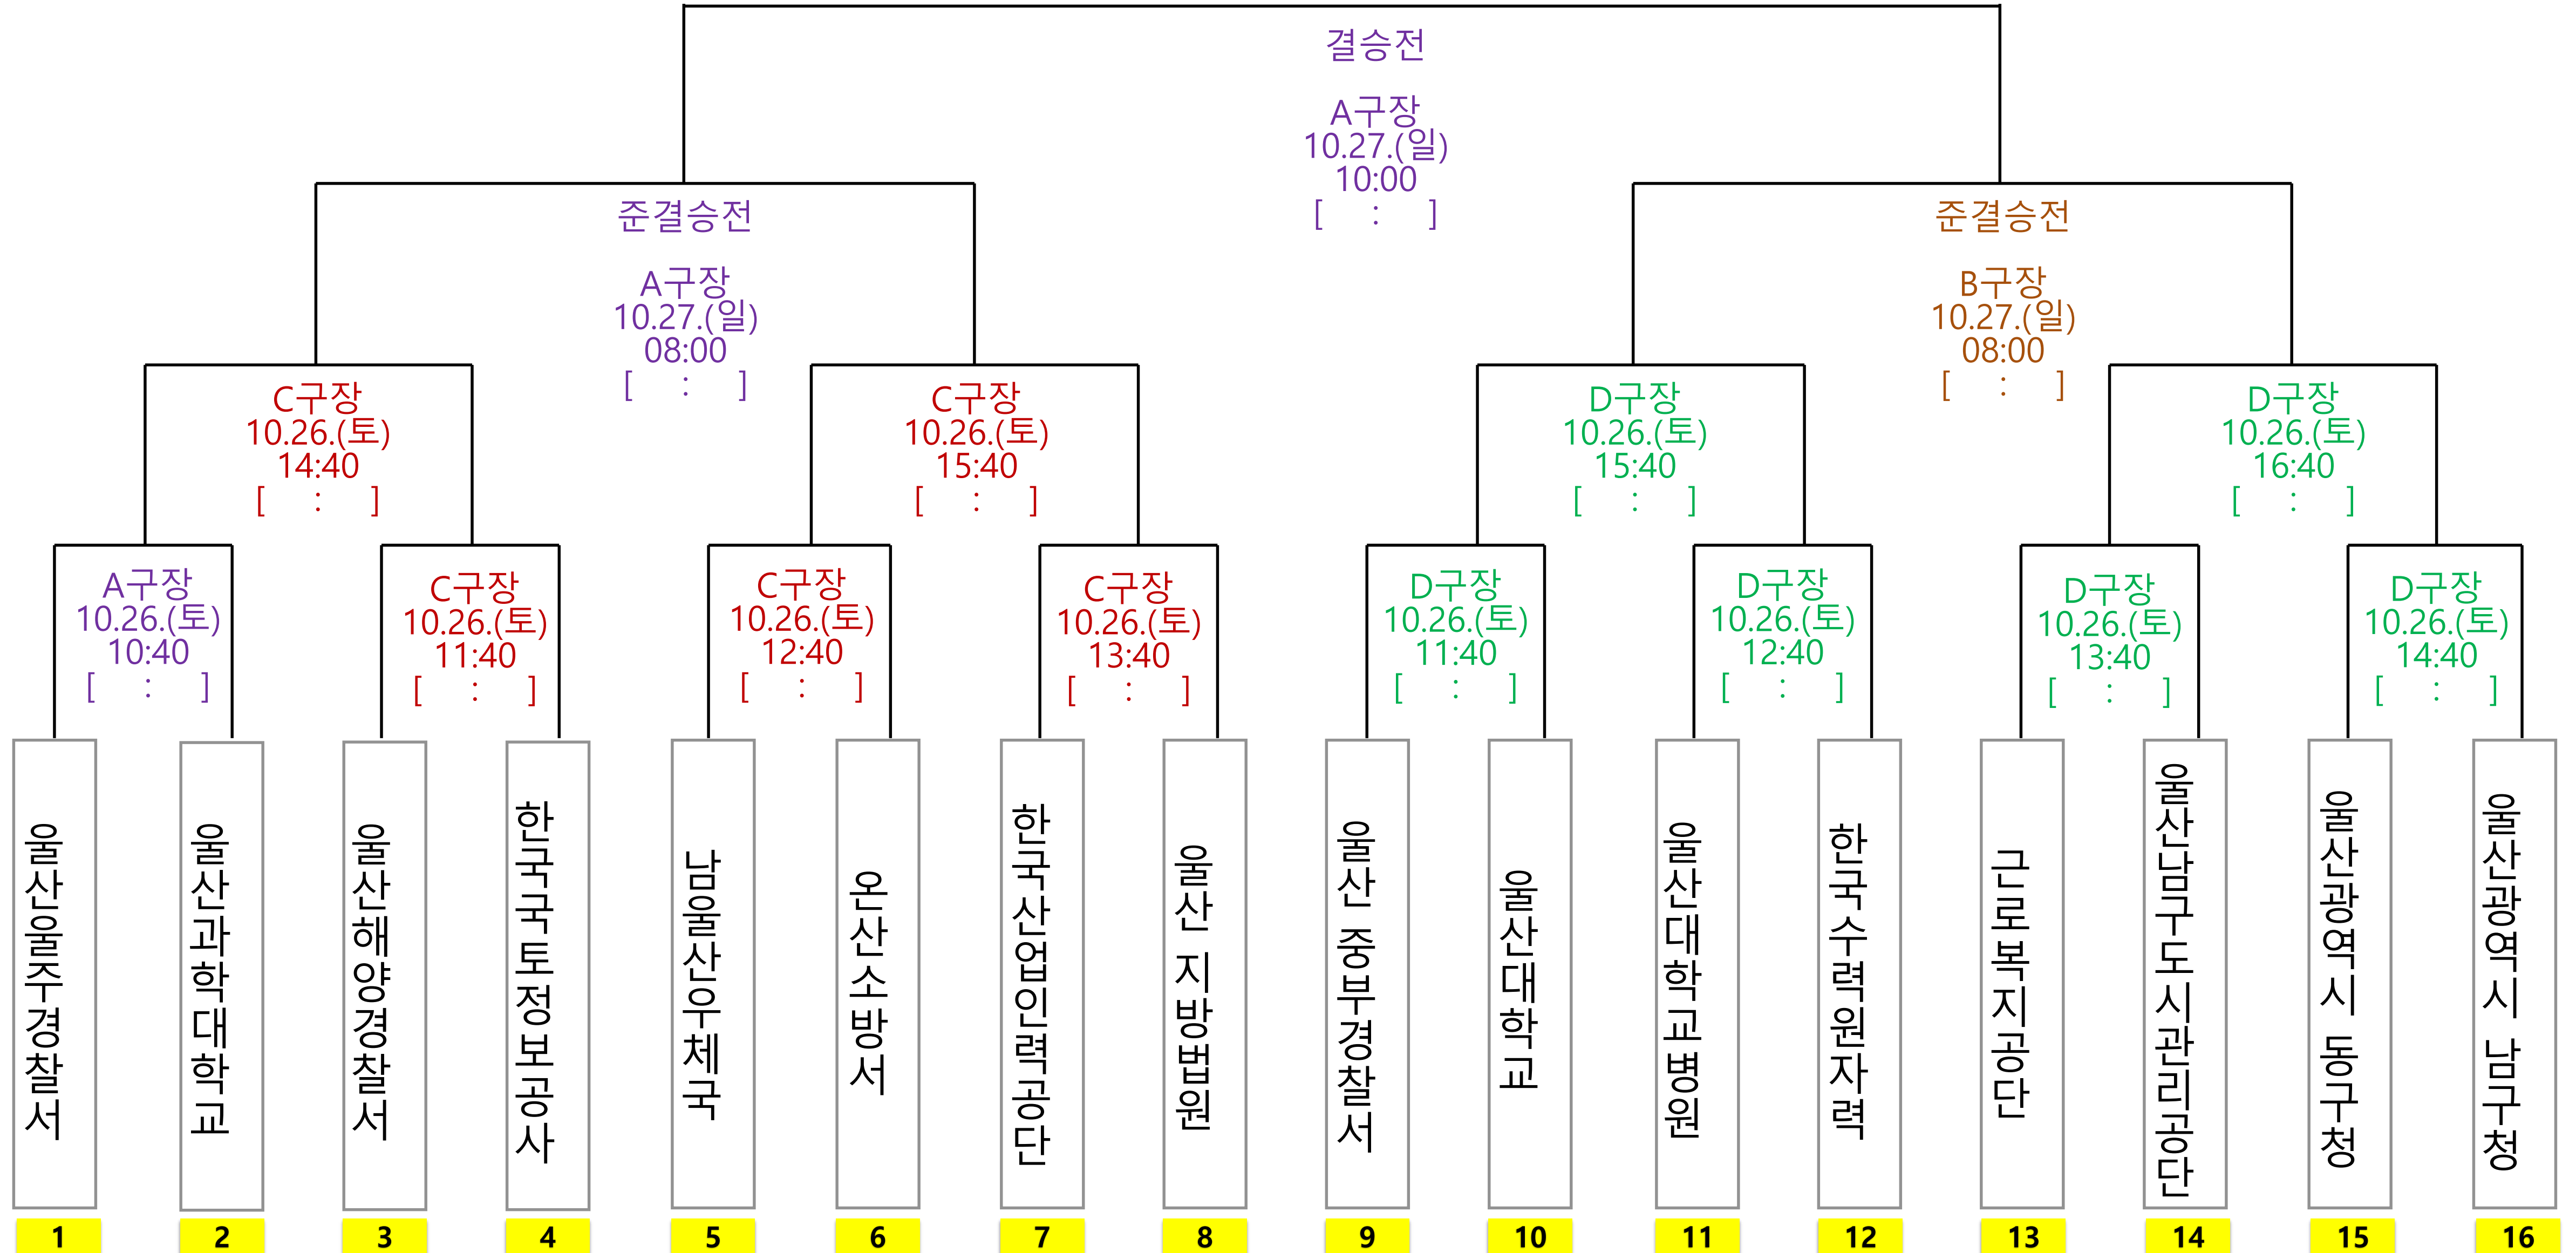 결승전
A구장
10.27.(일)
10:00
[ : ]
준결승전
A구장
10.27.(일)
08:00
[ : ]
준결승전
B구장
10.27.(일)
08:00
[ : ]
C구장
10.26.(토)
14:40
[ : ]
C구장
10.26.(토)
15:40
[ : ]
D구장
10.26.(토)
15:40
[ : ]
D구장
10.26.(토)
16:40
[ : ]
A구장
10.26.(토)
10:40
[ : ]
C구장
10.26.(토)
11:40
[ : ]
C구장
10.26.(토)
12:40
[ : ]
C구장
10.26.(토)
13:40
[ : ]
D구장
10.26.(토)
11:40
[ : ]
D구장
10.26.(토)
12:40
[ : ]
D구장
10.26.(토)
13:40
[ : ]
D구장
10.26.(토)
14:40
[ : ]
울산울주경찰서
울산과학대학교
울산해양경찰서
한국국토정보공사
남울산우체국
온산소방서
한국산업인력공단
울산 지방법원
울산 중부경찰서
울산대학교
울산대학교병원
한국수력원자력
근로복지공단
울산남구도시관리공단
울산광역시 동구청
울산광역시 남구청
1
2
3
4
5
6
7
8
9
10
11
12
13
14
15
16